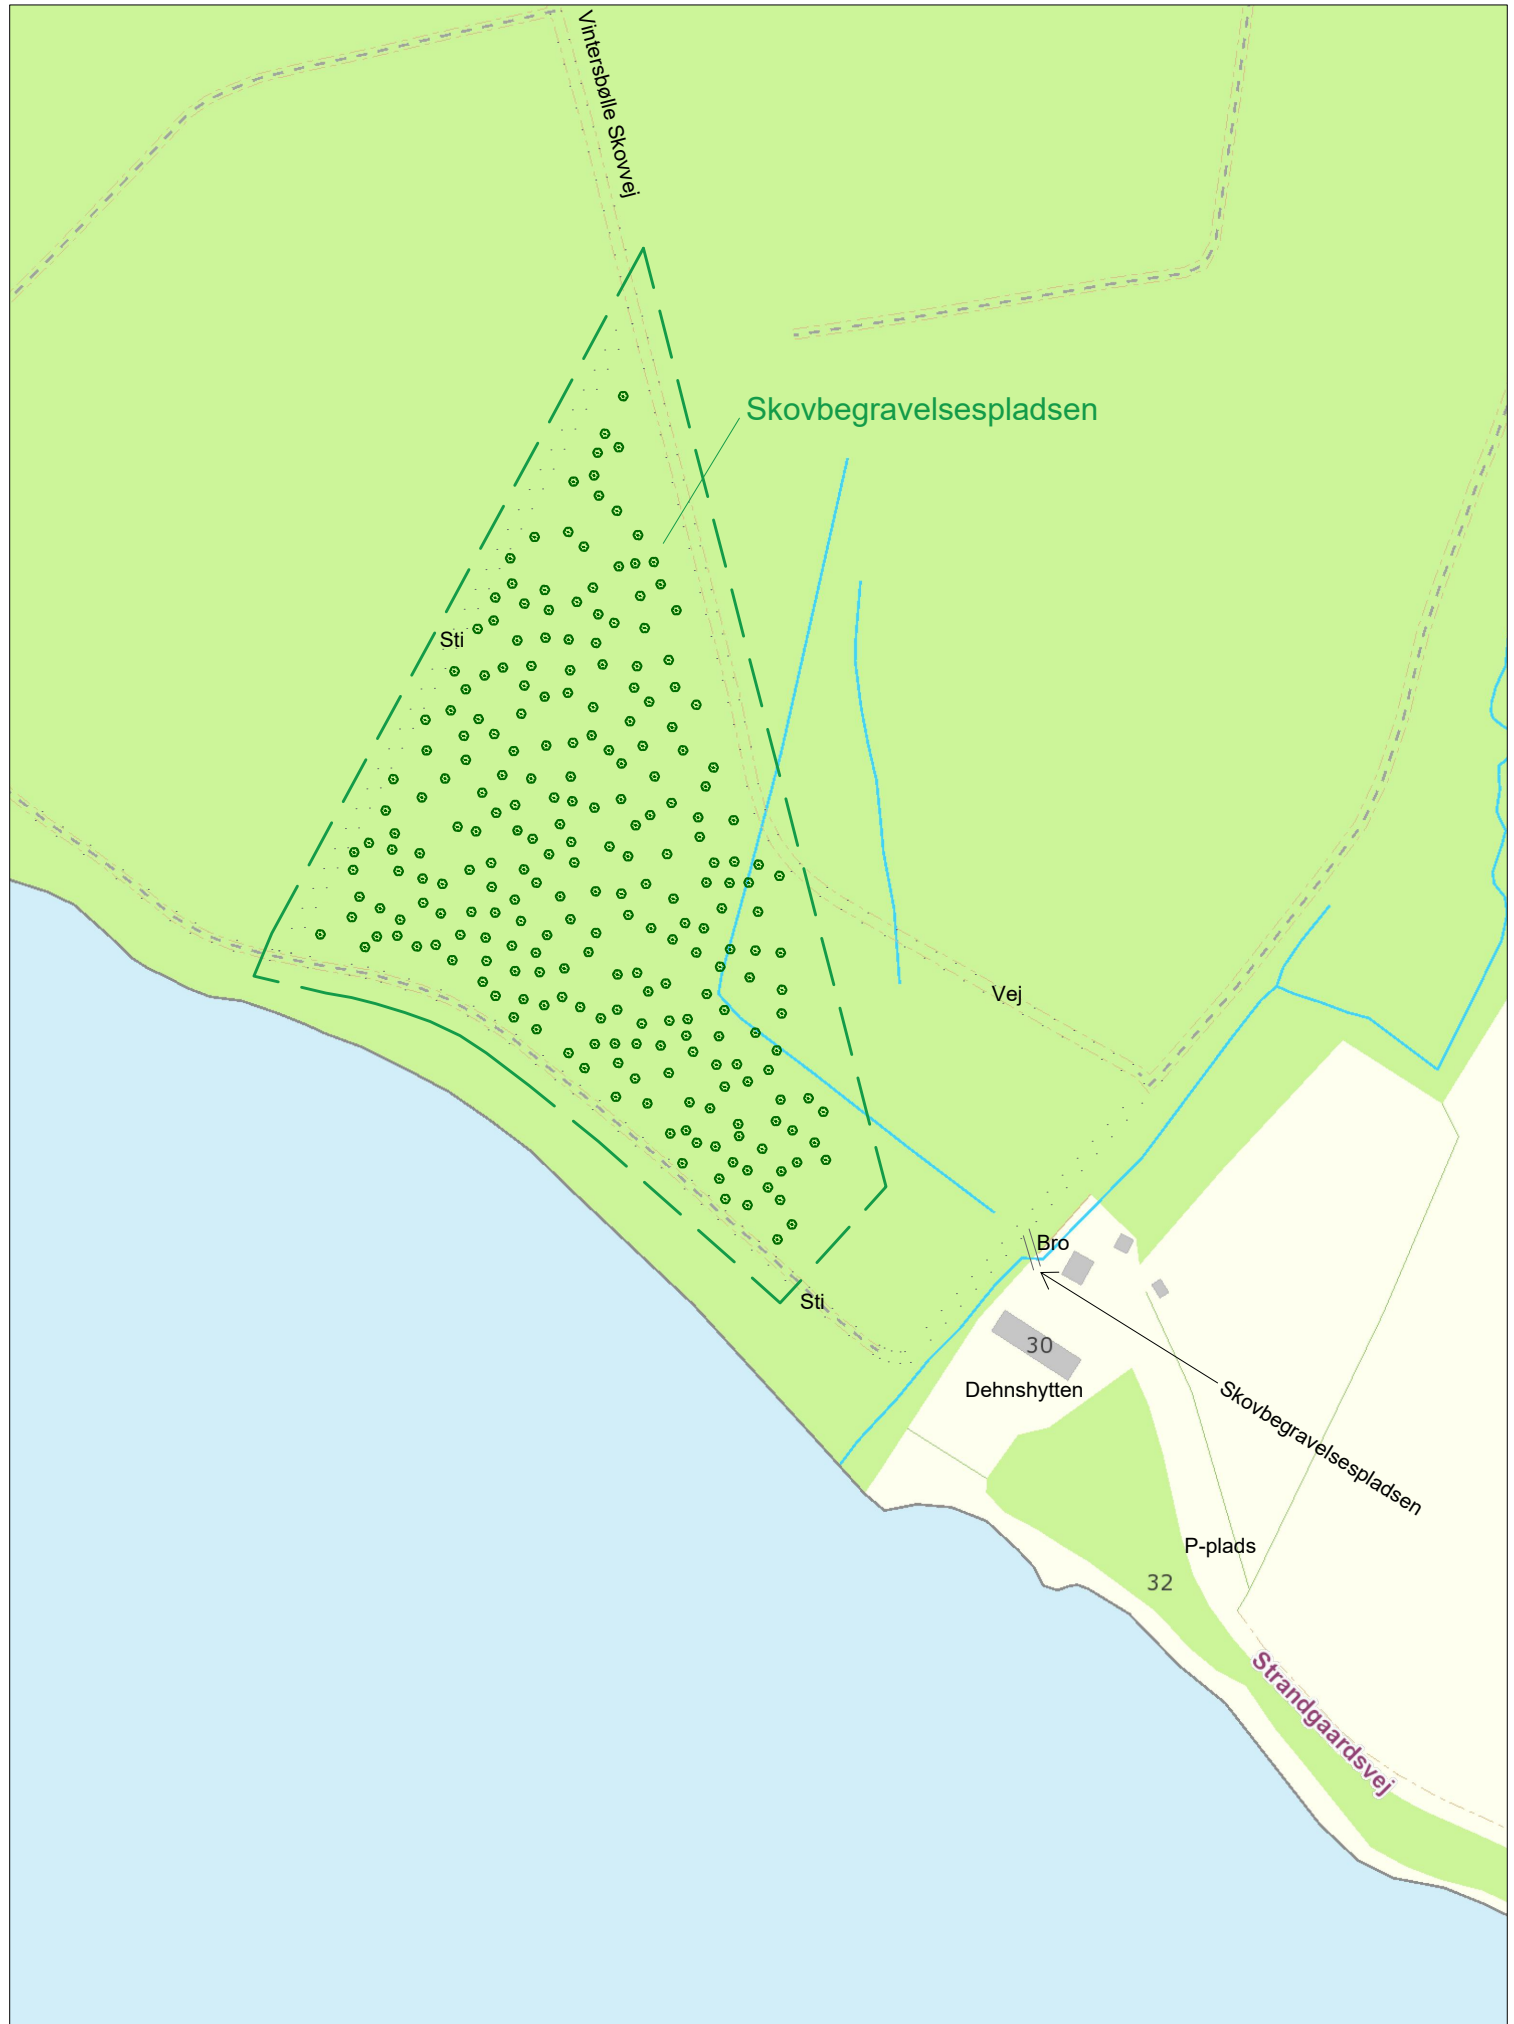 Vintersbølle Skovvej
Skovbegravelsespladsen
Sti
Vej
Bro
Sti
30
Dehnshytten
Skovbegravelsespladsen
P-plads
32
Strandgaardsvej